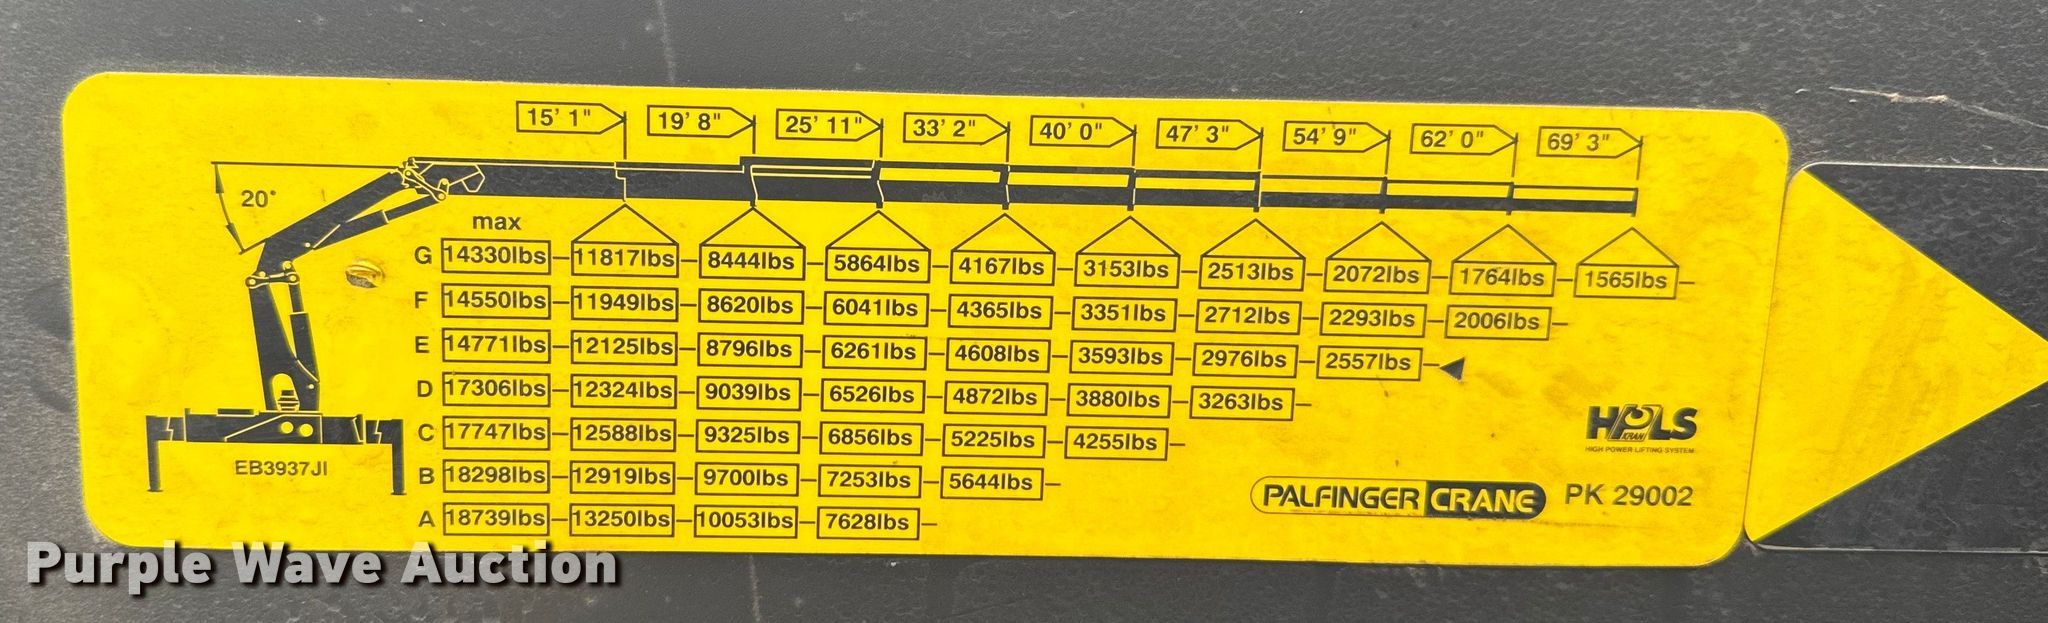 15' 1" 19' 8" 25' 11" 33' 2" 40' 0" 47' 3" 54' 9" 62' 0" 69' 3"
20°
max
G 14330lbs 11817lbs 8444lbs 5864lbs 4167lbs 3153lbs 2513lbs 2072lbs 1764lbs 1565lbs
F 14550lbs 11949lbs 8620lbs 6041lbs 4365lbs 3351lbs 2712lbs 2293lbs 2006lbs
E 14771lbs 12125lbs 8796lbs 6261lbs 4608lbs 3593lbs 2976lbs 2557lbs
D 17306lbs 12324lbs 9039lbs 6526lbs 4872lbs 3880lbs 3263lbs
C 17747lbs 12588lbs 9325lbs 6856lbs 5225lbs 4255lbs
B 18298lbs 12919lbs 9700lbs 7253lbs 5644lbs
A 18739lbs 13250lbs 10053lbs 7628lbs
EB3937JI
HPLS
KRAN
HIGH POWER LIFTING SYSTEM
PALFINGER CRANE PK 29002
Purple Wave Auction